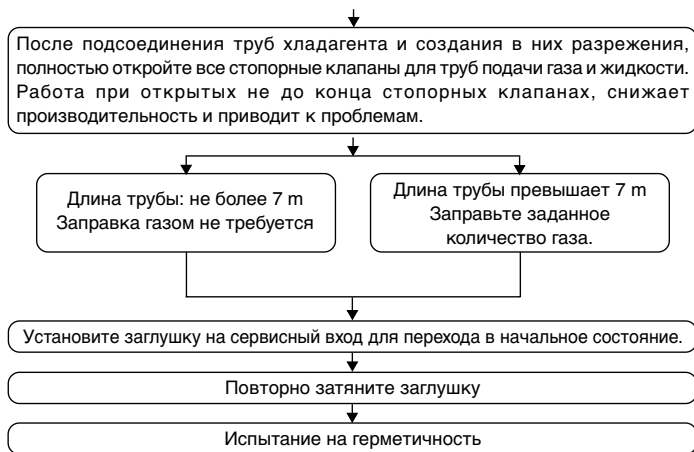 После подсоединения труб хладагента и создания в них разрежения,
полностью откройте все стопорные клапаны для труб подачи газа и жидкости.
Работа при открытых не до конца стопорных клапанах, снижает
производительность и приводит к проблемам.
Длина трубы: не более 7 m
Заправка газом не требуется
Длина трубы превышает 7 m
Заправьте заданное
количество газа.
Установите заглушку на сервисный вход для перехода в начальное состояние.
Повторно затяните заглушку
Испытание на герметичность